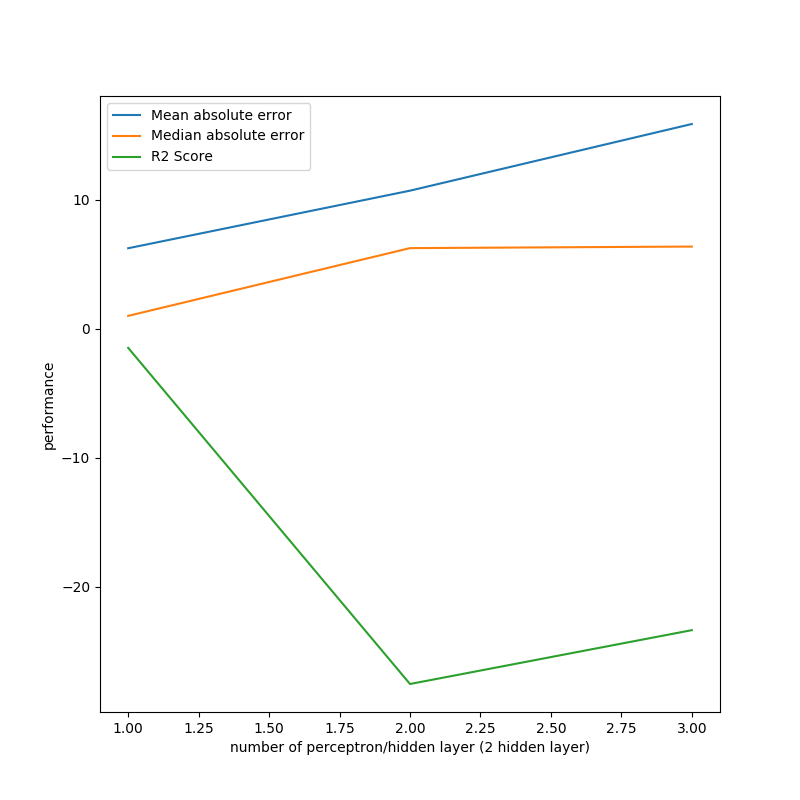 Mean absolute error
Median absolute error
R2 Score
10
0
−10
−20
performance
1.00 1.25 1.50 1.75 2.00 2.25 2.50 2.75 3.00
number of perceptron/hidden layer (2 hidden layer)